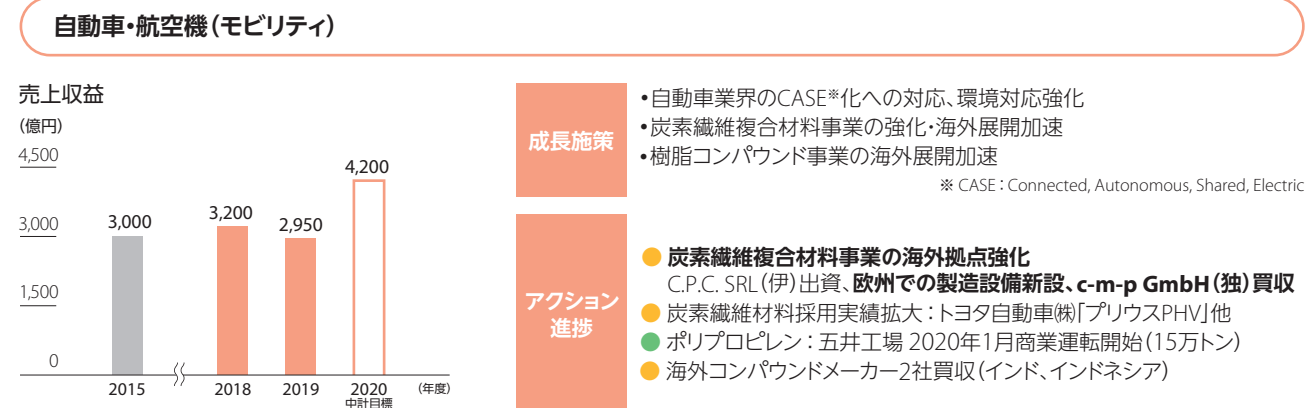 自動車・航空機（モビリティ）
売上収益
（億円）
4,500
3,000
1,500
0
3,000
3,200
2,950
4,200
2015
2018
2019
2020
中計目標
（年度）
成長施策
•自動車業界のCASE※化への対応、環境対応強化
•炭素繊維複合材料事業の強化・海外展開加速
•樹脂コンパウンド事業の海外展開加速
※ CASE：Connected, Autonomous, Shared, Electric
アクション
進捗
● 炭素繊維複合材料事業の海外拠点強化
C.P.C. SRL（伊）出資、欧州での製造設備新設、c-m-p GmbH（独）買収
● 炭素繊維材料採用実績拡大：トヨタ自動車㈱「プリウスPHV」他
● ポリプロピレン：五井工場 2020年1月商業運転開始（15万トン）
● 海外コンパウンドメーカー2社買収（インド、インドネシア）